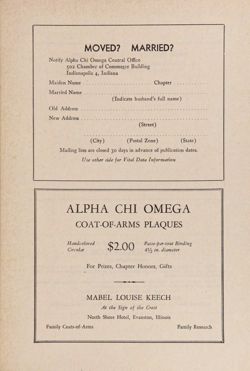 MOVED? MARRIED?
Notify Alpha Chi Omega Central Office
502 Chamber of Commerce Building
Indianapolis 4, Indiana
Maiden Name Chapter
Married Name
(Indicate husband's full name)
Old Address
New Address
(Street)
(City) (Postal Zone) (State)
Mailing lists are closed 30 days in advance of publication dates.
Use other side for Vital Data Information
ALPHA CHI OMEGA
COAT-OF-ARMS PLAQUES
Handcolored $2.00 Passe-par-tout Binding
Circular 4½ in. diameter
For Prizes, Chapter Honors, Gifts
MABEL LOUISE KEECH
At the Sign of the Crest
North Shore Hotel, Evanston, Illinois
Family Coats-of-Arms Family Research